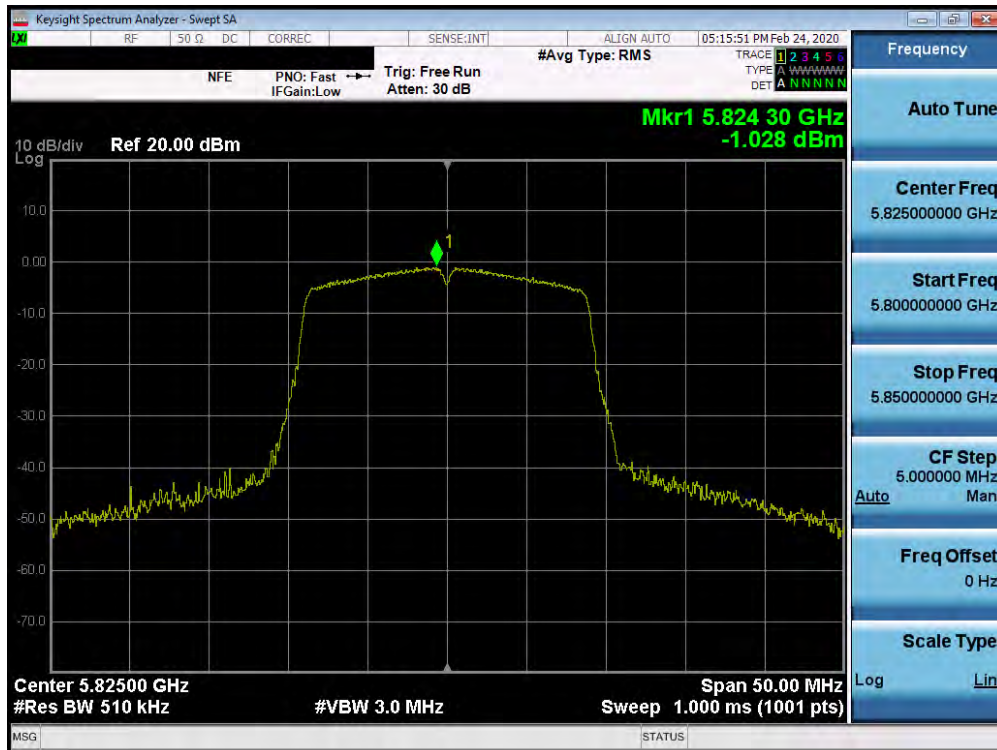 Keysight Spectrum Analyzer - Swept SA
LXI RF 50 Ω DC CORREC SENSE:INT ALIGN AUTO 05:15:51 PM Feb 24, 2020
NFE PNO: Fast Trig: Free Run #Avg Type: RMS TRACE 1 2 3 4 5 6
IFGain:Low Atten: 30 dB TYPE A WWWWWW
DET A N N N N N
Mkr1 5.824 30 GHz
-1.028 dBm
10 dB/div Ref 20.00 dBm
Log
10.0
0.00
-10.0
-20.0
-30.0
-40.0
-50.0
-60.0
-70.0
1
Center 5.82500 GHz Span 50.00 MHz
#Res BW 510 kHz #VBW 3.0 MHz Sweep 1.000 ms (1001 pts)
MSG STATUS
Frequency
Auto Tune
Center Freq
5.825000000 GHz
Start Freq
5.800000000 GHz
Stop Freq
5.850000000 GHz
CF Step
5.000000 MHz
Auto Man
Freq Offset
0 Hz
Scale Type
Log Lin